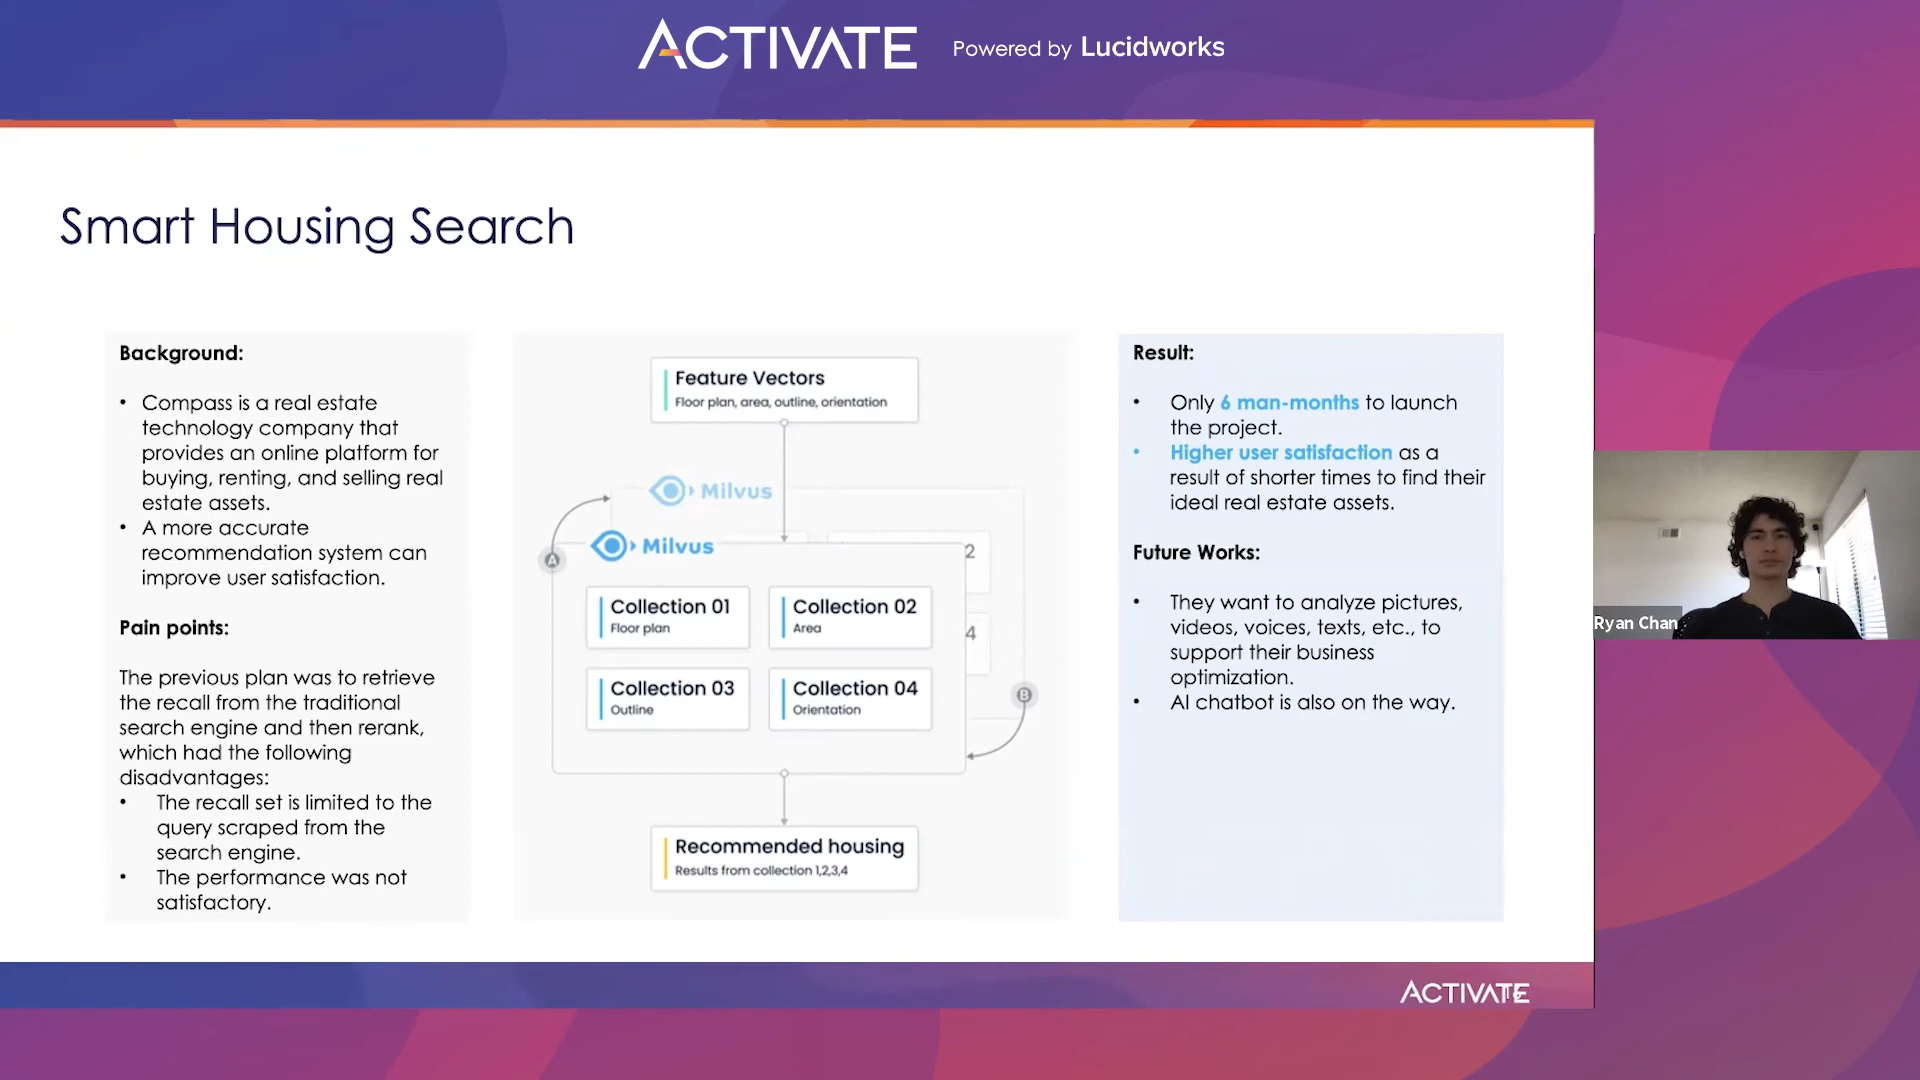 ACTIVATE Powered by Lucidworks
Smart Housing Search
Background:
• Compass is a real estate
technology company that
provides an online platform for
buying, renting, and selling real
estate assets.
• A more accurate
recommendation system can
improve user satisfaction.
Pain points:
The previous plan was to retrieve
the recall from the traditional
search engine and then rerank,
which had the following
disadvantages:
• The recall set is limited to the
query scraped from the
search engine.
• The performance was not
satisfactory.
Feature Vectors
Floor plan, area, outline, orientation
Milvus
Milvus
A
2
Collection 01
Floor plan
Collection 02
Area
4
Collection 03
Outline
Collection 04
Orientation
B
Recommended housing
Results from collection 1,2,3,4
Result:
• Only 6 man-months to launch
the project.
• Higher user satisfaction as a
result of shorter times to find their
ideal real estate assets.
Future Works:
• They want to analyze pictures,
videos, voices, texts, etc., to
support their business
optimization.
• AI chatbot is also on the way.
Ryan Chan
ACTIVATE